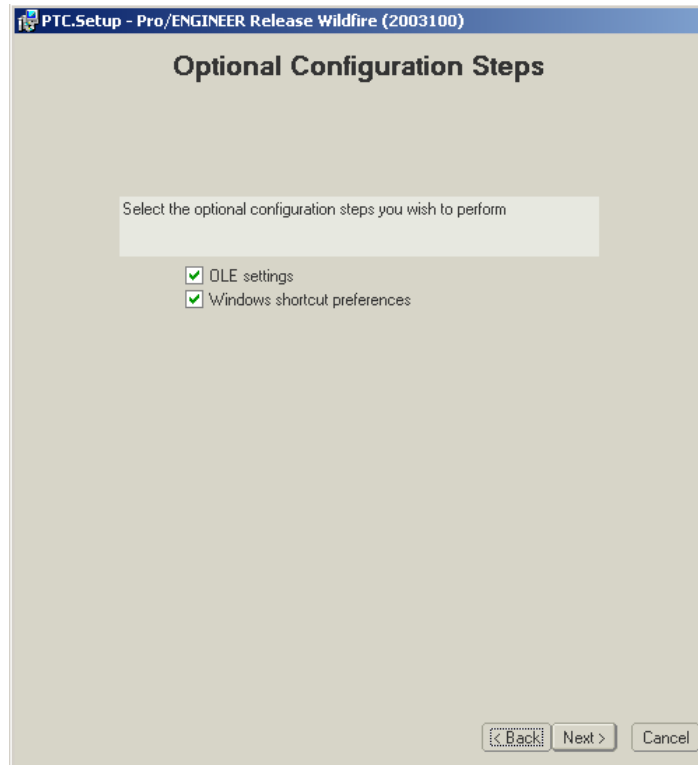 PTC.Setup - Pro/ENGINEER Release Wildfire (2003100)
Optional Configuration Steps
Select the optional configuration steps you wish to perform
OLE settings
Windows shortcut preferences
< Back Next > Cancel